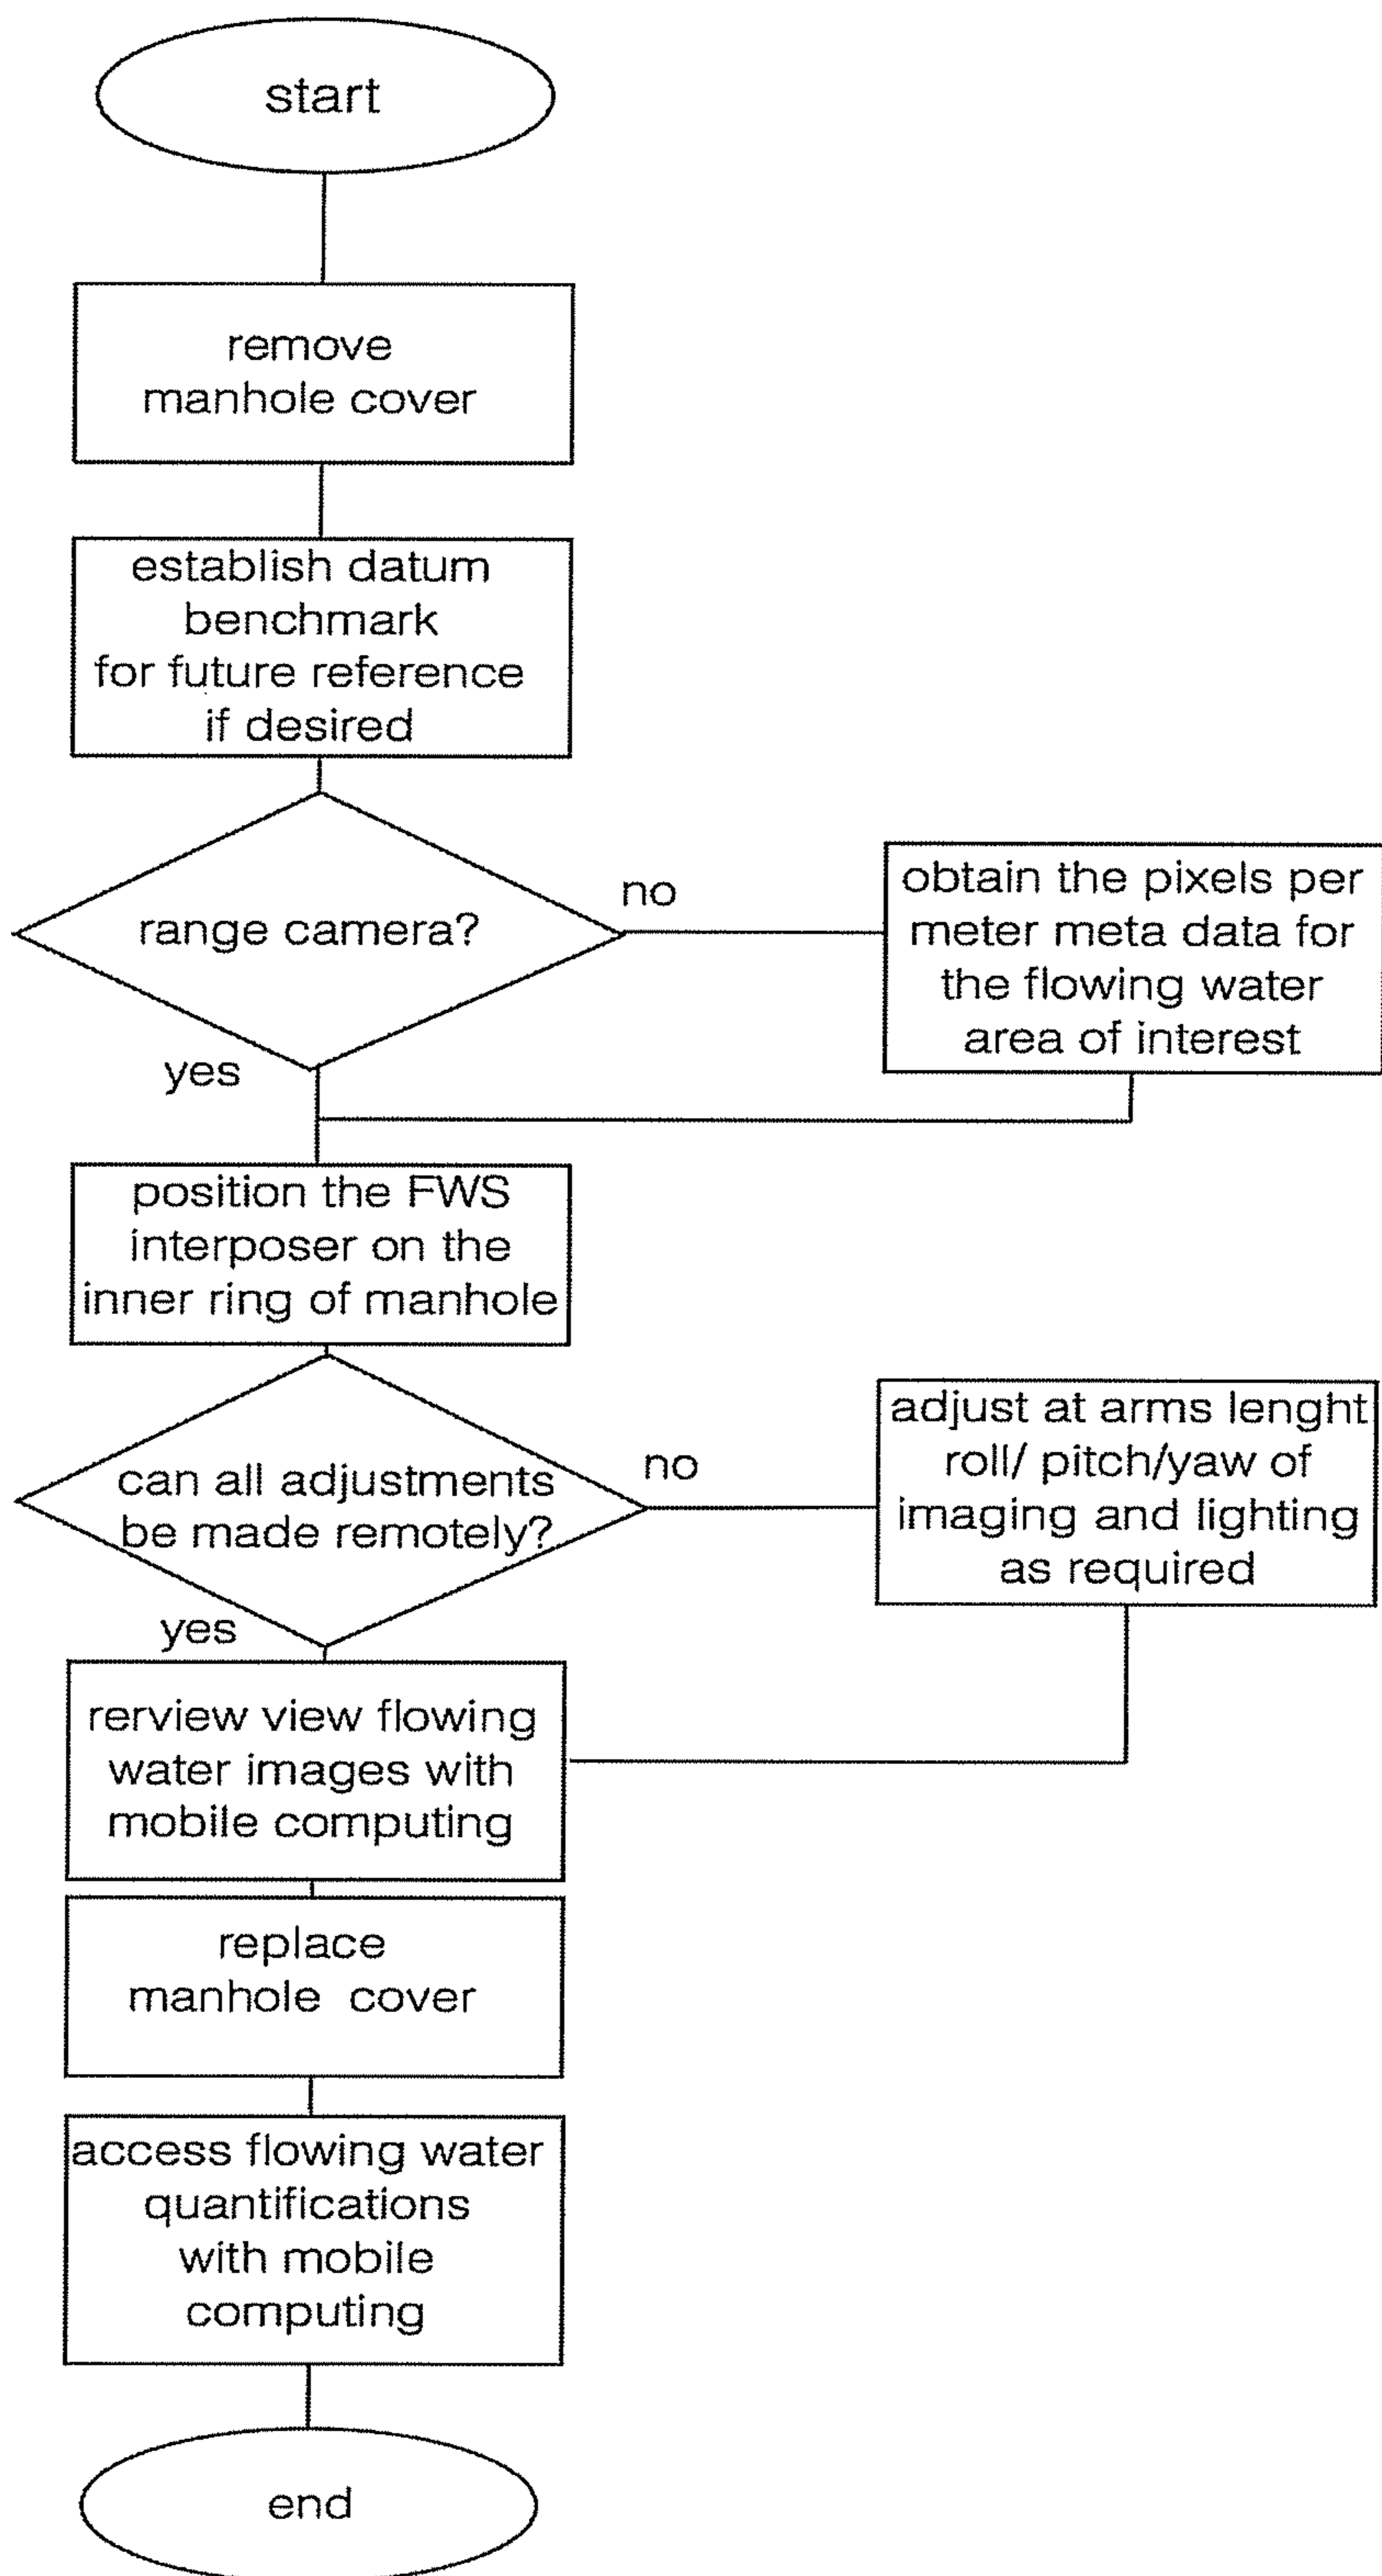 start
remove
manhole cover
establish datum
benchmark
for future reference
if desired
range camera?
no
obtain the pixels per
meter meta data for
the flowing water
area of interest
yes
position the FWS
interposer on the
inner ring of manhole
can all adjustments
be made remotely?
no
adjust at arms lenght
roll/ pitch/yaw of
imaging and lighting
as required
yes
rerview view flowing
water images with
mobile computing
replace
manhole cover
access flowing water
quantifications
with mobile
computing
end